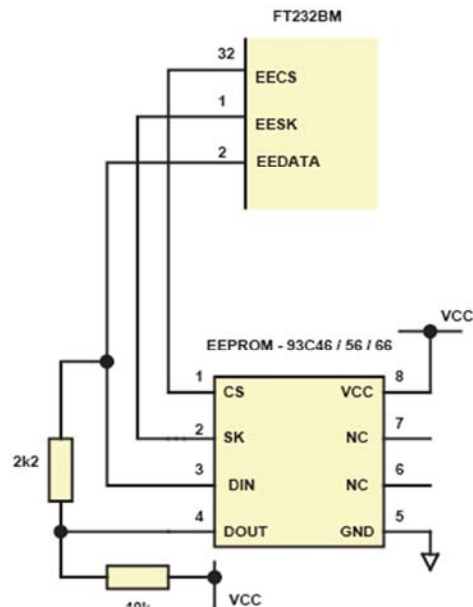 FT232BM
32
EECS
1
EESK
2
EEDATA
VCC
EEPROM - 93C46 / 56 / 66
1
CS
VCC
8
2
SK
NC
7
2k2
3
DIN
NC
6
4
DOUT
GND
5
VCC